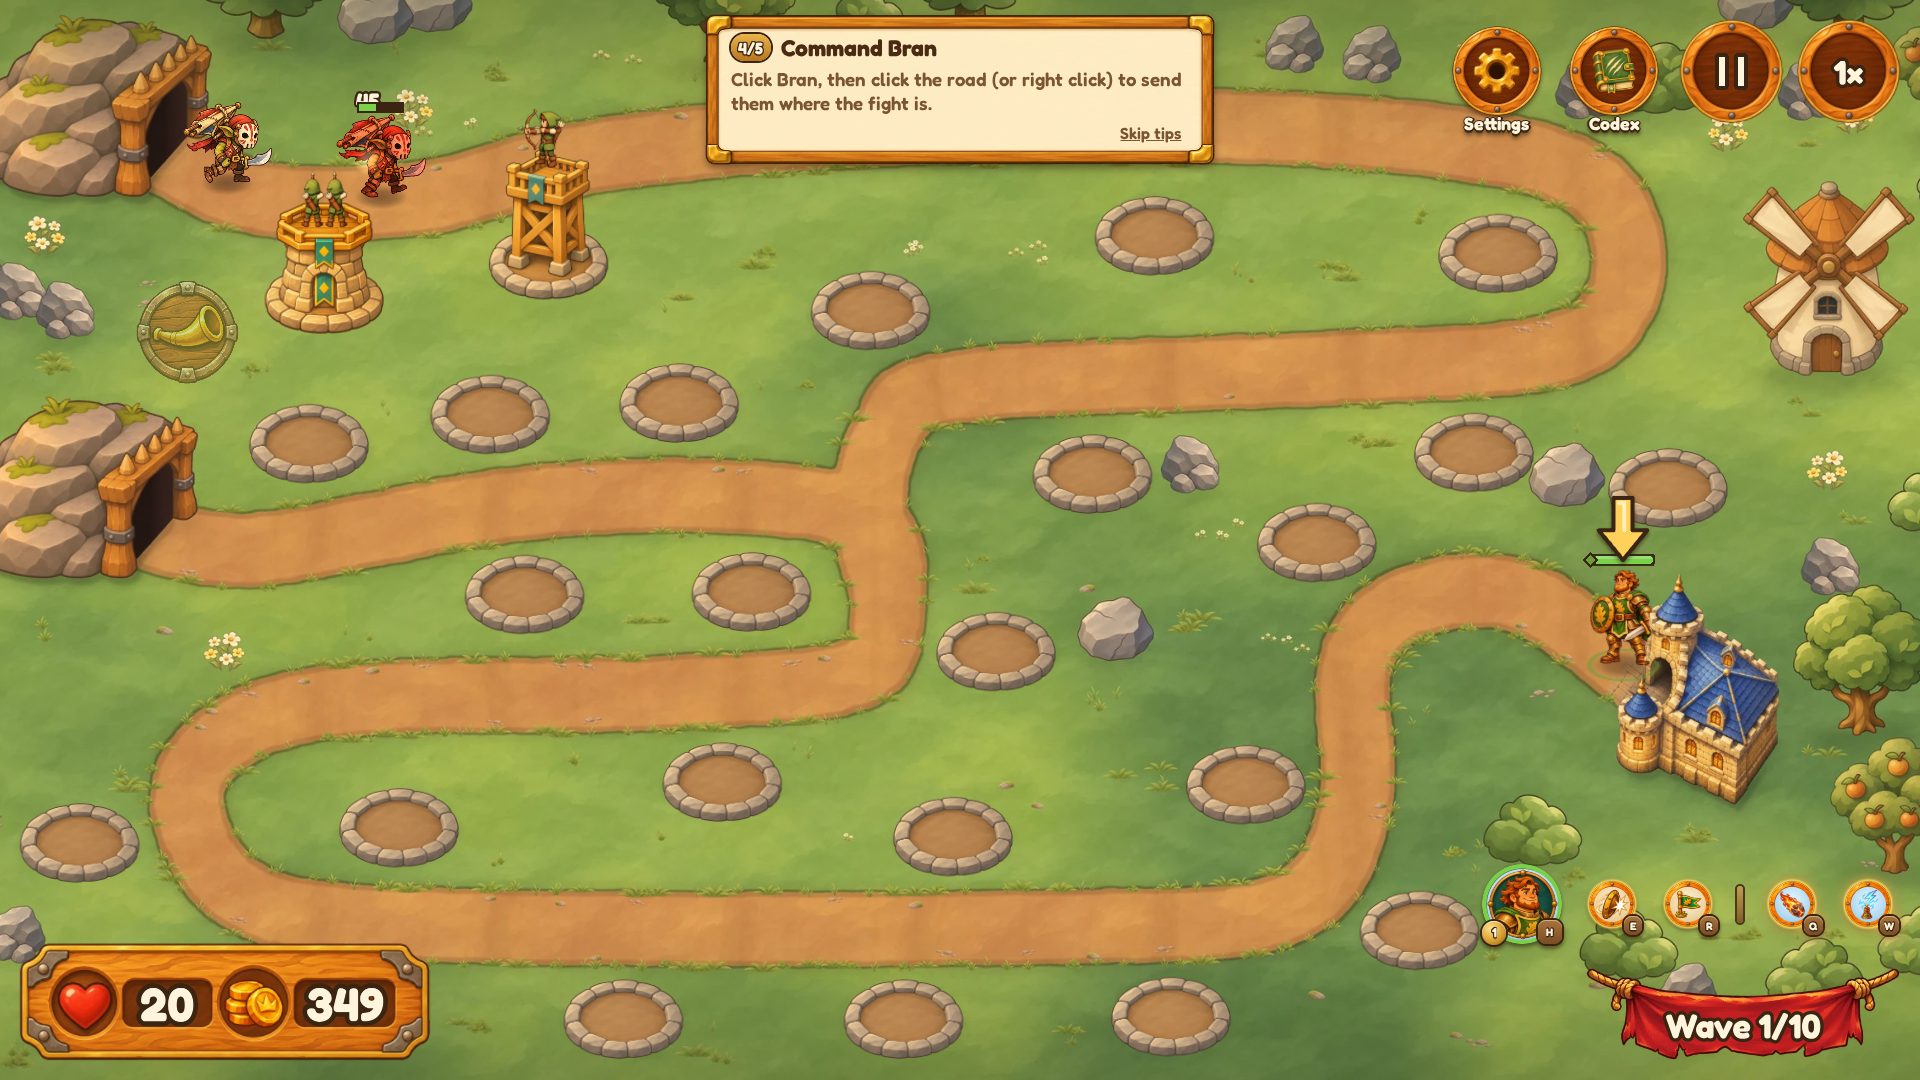 4/5 Command Bran
Click Bran, then click the road (or right click) to send
them where the fight is.
Skip tips
Settings
Codex
1x
1
H
E
R
Q
W
20
349
Wave 1/10